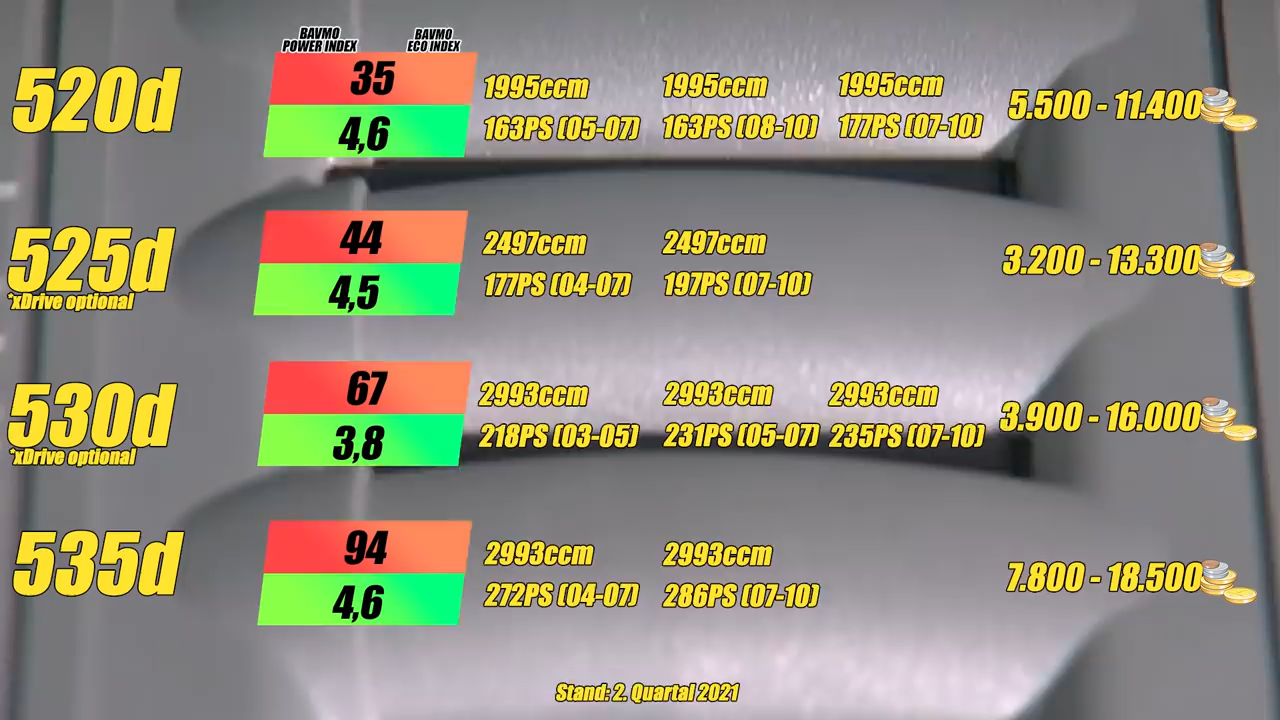 BAVMO POWER INDEX
BAVMO ECO INDEX
520d
35
4,6
1995ccm 1995ccm 1995ccm
163PS (05-07) 163PS (08-10) 177PS (07-10)
5.500 - 11.400
525d
*xDrive optional
44
4,5
2497ccm 2497ccm
177PS (04-07) 197PS (07-10)
3.200 - 13.300
530d
*xDrive optional
67
3,8
2993ccm 2993ccm 2993ccm
218PS (03-05) 231PS (05-07) 235PS (07-10)
3.900 - 16.000
535d
94
4,6
2993ccm 2993ccm
272PS (04-07) 286PS (07-10)
7.800 - 18.500
Stand: 2. Quartal 2021